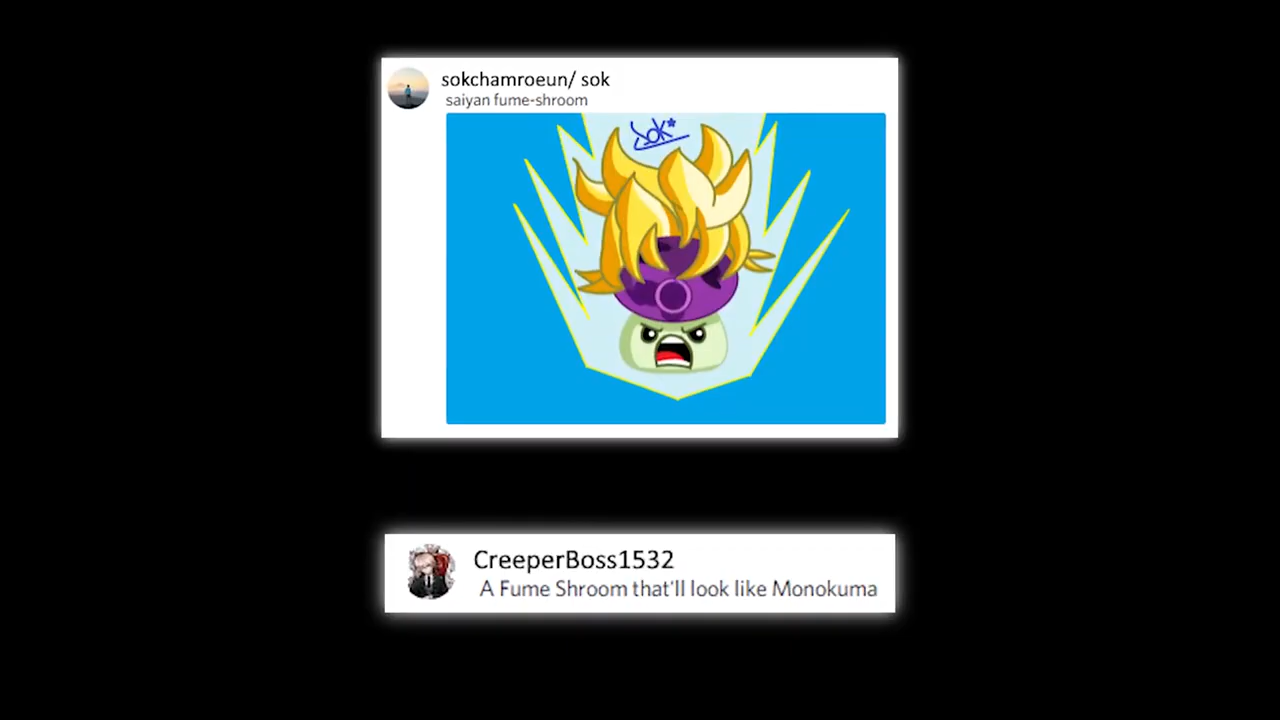 sokchamroeun/ sok
saiyan fume-shroom
Sok*
CreeperBoss1532
A Fume Shroom that'll look like Monokuma